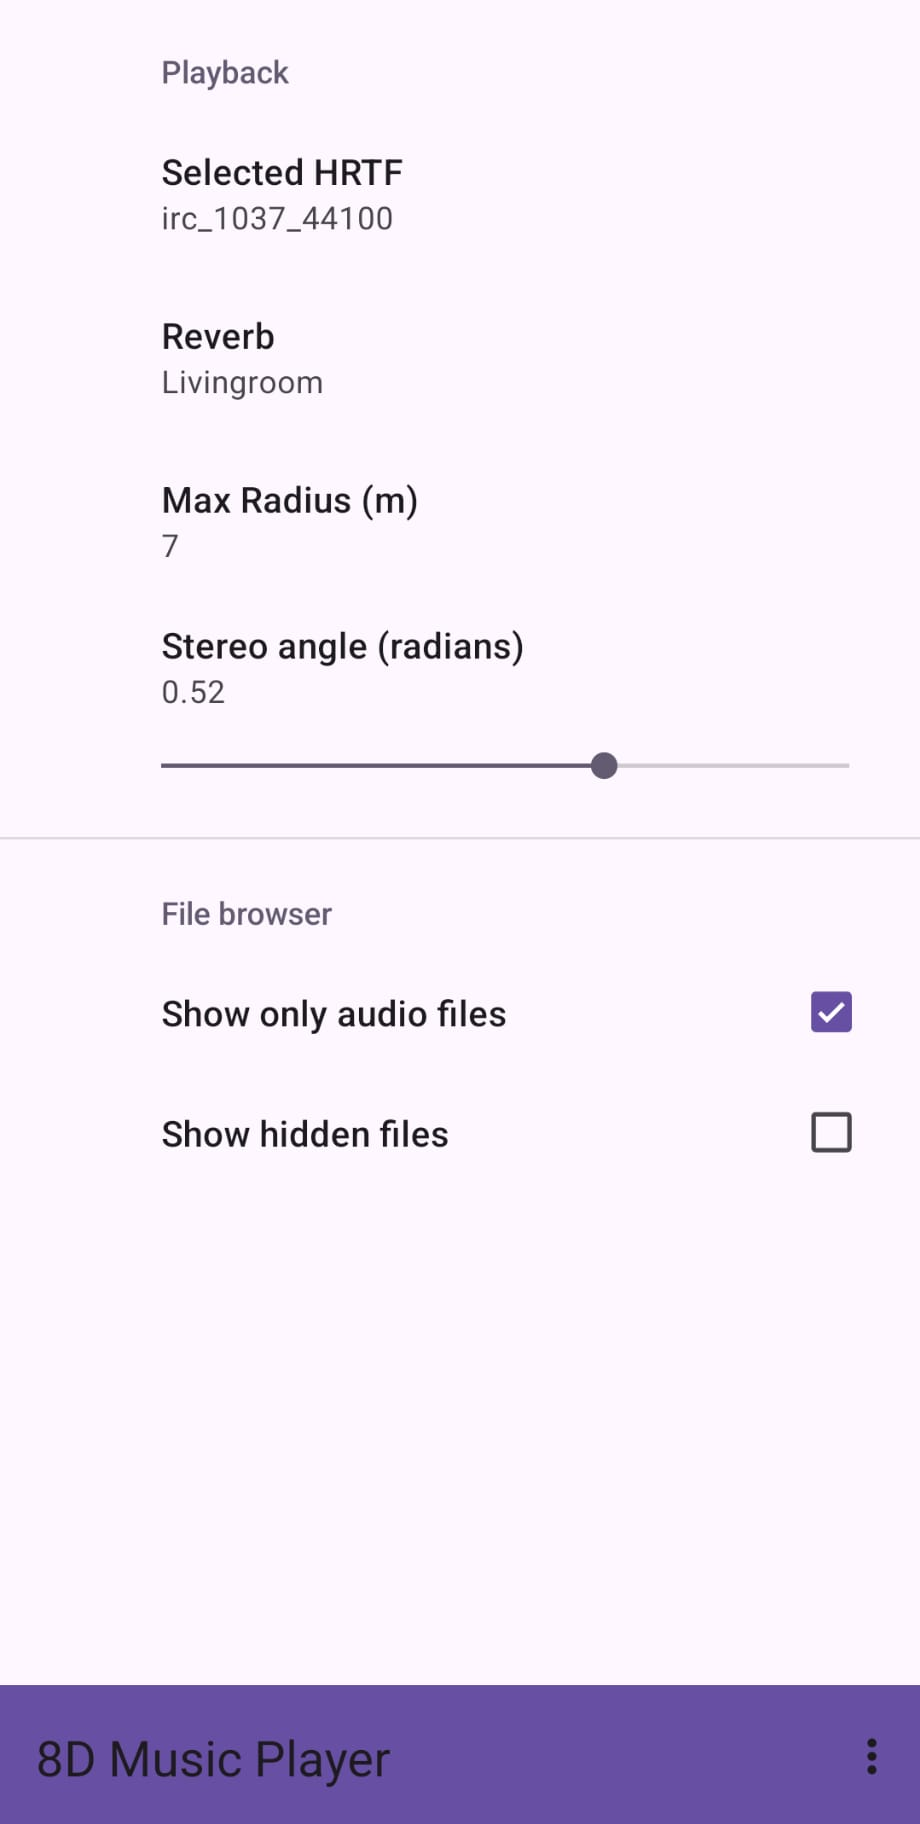 Playback
Selected HRTF
irc_1037_44100
Reverb
Livingroom
Max Radius (m)
7
Stereo angle (radians)
0.52
File browser
Show only audio files
Show hidden files
8D Music Player